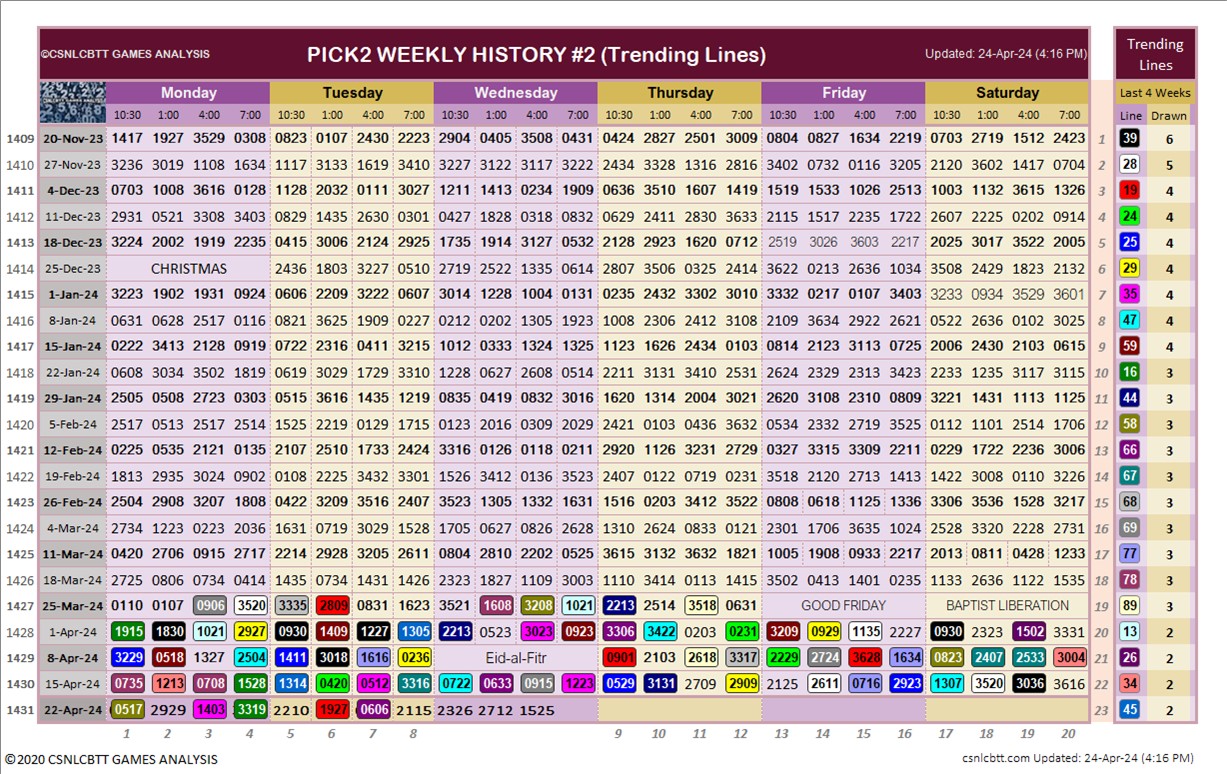 ©CSNLCBTT GAMES ANALYSIS PICK2 WEEKLY HISTORY #2 (Trending Lines) Updated: 24-Apr-24 (4:16 PM) Trending Lines
Monday Tuesday Wednesday Thursday Friday Saturday Last 4 Weeks
10:30 1:00 4:00 7:00 10:30 1:00 4:00 7:00 10:30 1:00 4:00 7:00 10:30 1:00 4:00 7:00 10:30 1:00 4:00 7:00 10:30 1:00 4:00 7:00 Line Drawn
1409 20-Nov-23 1417 1927 3529 0308 0823 0107 2430 2223 2904 0405 3508 0431 0424 2827 2501 3009 0804 0827 1634 2219 0703 2719 1512 2423 1 39 6
1410 27-Nov-23 3236 3019 1108 1634 1117 3133 1619 3410 3227 3122 3117 3222 2434 3328 1316 2816 3402 0732 0116 3205 2120 3602 1417 0704 2 28 5
1411 4-Dec-23 0703 1008 3616 0128 1128 2032 0111 3027 1211 1413 0234 1909 0636 3510 1607 1419 1519 1533 1026 2513 1003 1132 3615 1326 3 19 4
1412 11-Dec-23 2931 0521 3308 3403 0829 1435 2630 0301 0427 1828 0318 0832 0629 2411 2830 3633 2115 1517 2235 1722 2607 2225 0202 0914 4 24 4
1413 18-Dec-23 3224 2002 1919 2235 0415 3006 2124 2925 1735 1914 3127 0532 2128 2923 1620 0712 2519 3026 3603 2217 2025 3017 3522 2005 5 25 4
1414 25-Dec-23 CHRISTMAS 2436 1803 3227 0510 2719 2522 1335 0614 2807 3506 0325 2414 3622 0213 2636 1034 3508 2429 1823 2132 6 29 4
1415 1-Jan-24 3223 1902 1931 0924 0606 2209 3222 0607 3014 1228 1004 0131 0235 2432 0702 3010 3332 0217 0107 3403 3233 0934 3529 3601 7 35 4
1416 8-Jan-24 0631 0628 2517 0116 0821 3625 1909 0227 0212 0202 1305 1923 1008 2306 2412 3108 2109 3634 2922 2621 0522 2636 0102 3025 8 47 4
1417 15-Jan-24 0222 3413 2128 0919 0722 2316 0411 3215 1012 0333 1324 1325 1123 1626 2434 0103 0814 2123 3113 0725 2006 2430 2103 0615 9 59 4
1418 22-Jan-24 0608 3034 3502 1819 0619 3029 1729 3310 1228 0627 2608 0514 2211 3131 3410 2531 2624 2329 2313 3423 2233 1235 3117 3115 10 16 3
1419 29-Jan-24 2505 0508 2723 0303 0515 3616 1435 1219 0835 0419 0832 3016 1620 1314 2004 3021 2620 3108 2310 0809 3221 1431 1113 1125 11 44 3
1420 5-Feb-24 2517 0513 2517 2514 1525 2219 0129 1715 0123 2016 0309 2029 2421 0103 0436 3632 0534 2332 2719 3525 0112 1101 2514 1706 12 58 3
1421 12-Feb-24 0225 0535 2121 0135 2107 2510 1733 2424 3316 0126 0118 0211 2920 1126 3231 2729 0327 3315 3309 2211 0229 1722 2236 3006 13 66 3
1422 19-Feb-24 1813 2935 3024 0902 0108 2225 3432 3307 1526 3412 0136 3523 2407 0122 0719 0231 3518 2120 2713 1413 1422 3008 0110 3226 14 67 3
1423 26-Feb-24 2504 2908 3207 1808 0422 3209 3516 2407 3523 1305 1332 1631 1516 0203 3412 3522 0808 0618 1125 1336 3306 3536 1528 3217 15 68 3
1424 4-Mar-24 2734 1223 0223 2036 1631 0719 3029 1528 1705 0627 0826 2628 1310 2624 0833 0121 2301 1706 3635 1024 2528 3320 2228 2731 16 69 3
1425 11-Mar-24 0420 2706 0915 2717 2214 2928 3205 2611 0804 2810 2202 0525 3615 3132 3632 1821 1005 1908 0933 2217 2013 0811 0428 1233 17 77 3
1426 18-Mar-24 2725 0806 0734 0414 1435 0734 1431 1426 2323 1827 1109 3003 1110 3414 0113 1415 3502 0413 1401 0235 1133 2636 1122 1535 18 78 3
1427 25-Mar-24 0110 0107 0906 3520 3335 2809 0831 1623 3521 1608 3208 1021 2213 2514 3518 0631 GOOD FRIDAY BAPTIST LIBERATION 19 89 3
1428 1-Apr-24 1915 1830 1021 2927 0930 1409 1227 1305 2213 0523 3023 0923 3306 3422 0203 0231 3209 0929 1135 2227 0930 2323 1502 3331 20 13 2
1429 8-Apr-24 3229 0518 1327 2504 1411 3018 1616 0236 Eid-al-Fitr 0901 2103 2618 3317 2229 2724 3628 1634 0823 2407 2533 3004 21 26 2
1430 15-Apr-24 0735 1213 0708 1528 1314 0420 0512 3316 0722 0633 0915 1223 0529 3131 2709 2909 2125 2611 0716 2923 1307 3520 3036 3616 22 34 2
1431 22-Apr-24 0517 2929 1403 3319 2210 1927 0606 2115 2326 2712 1525 23 45 2
1 2 3 4 5 6 7 8 9 10 11 12 13 14 15 16 17 18 19 20
©2020 CSNLCBTT GAMES ANALYSIS csnlcbtt.com Updated: 24-Apr-24 (4:16 PM)